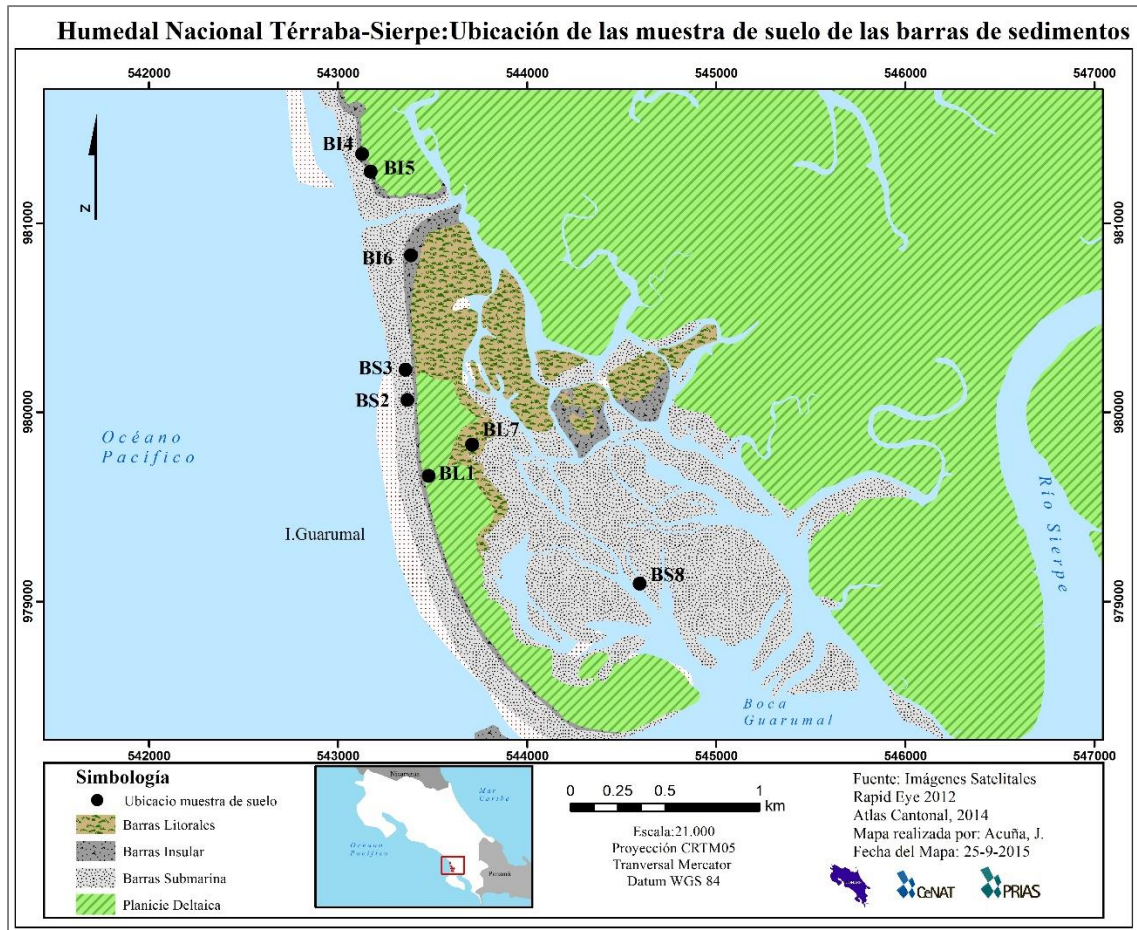 Humedal Nacional Térraba-Sierpe:Ubicación de las muestra de suelo de las barras de sedimentos
542000 543000 544000 545000 546000 547000
BI4
BI5
981000 981000
BI6
BS3
BS2
980000 980000
BL7
Océano
Pacífico
BL1
Río Sierpe
I.Guarumal
BS8
979000 979000
Boca
Guarumal
N
542000 543000 544000 545000 546000 547000
Simbología
Ubicacio muestra de suelo
Barras Litorales
Barras Insular
Barras Submarina
Planicie Deltaica
Nicaragua
Mar
Caribe
Océano
Pacífico
Panamá
0 0.25 0.5 1
km
Escala:21.000
Proyección CRTM05
Tranversal Mercator
Datum WGS 84
Fuente: Imágenes Satelitales
Rapid Eye 2012
Atlas Cantonal, 2014
Mapa realizada por: Acuña, J.
Fecha del Mapa: 25-9-2015
CeNAT
PRIAS